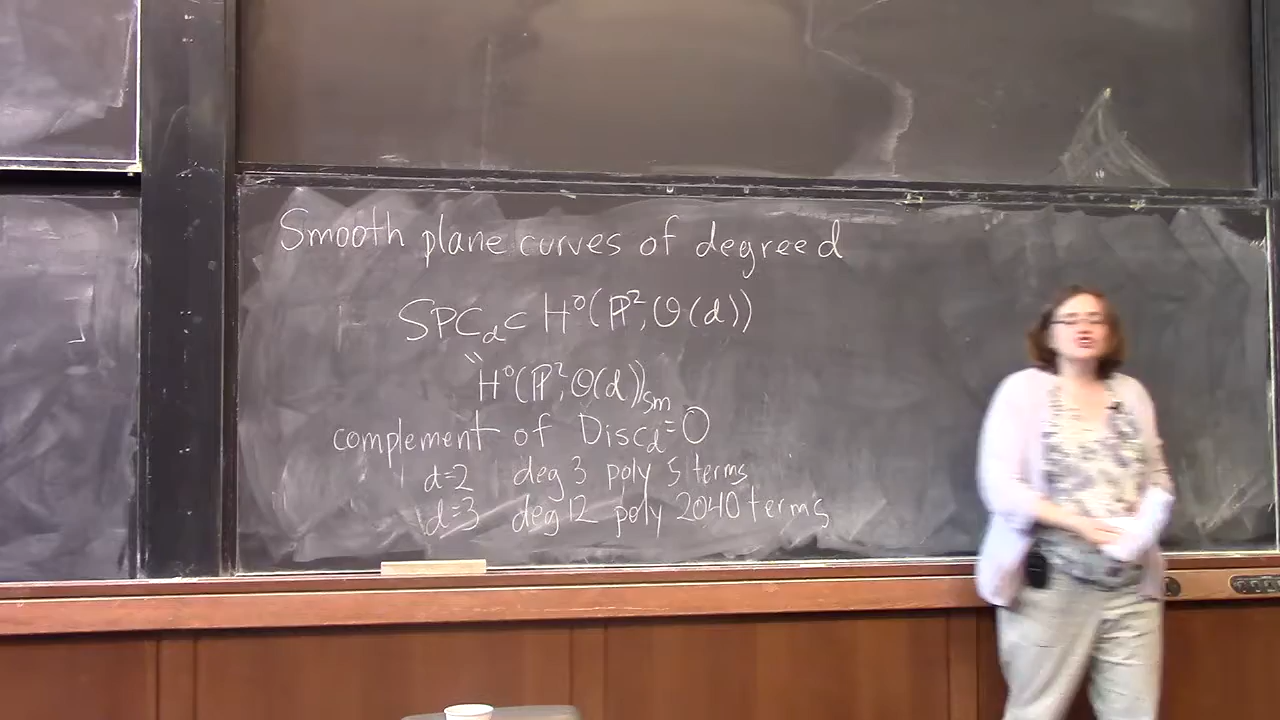 Smooth plane curves of degree d
SPC_d ⊂ H⁰(ℙ², O(d))
"
H⁰(ℙ², O(d))_sm
complement of Disc_d = 0
d=2 deg 3 poly 5 terms
d=3 deg 12 poly 2040 terms